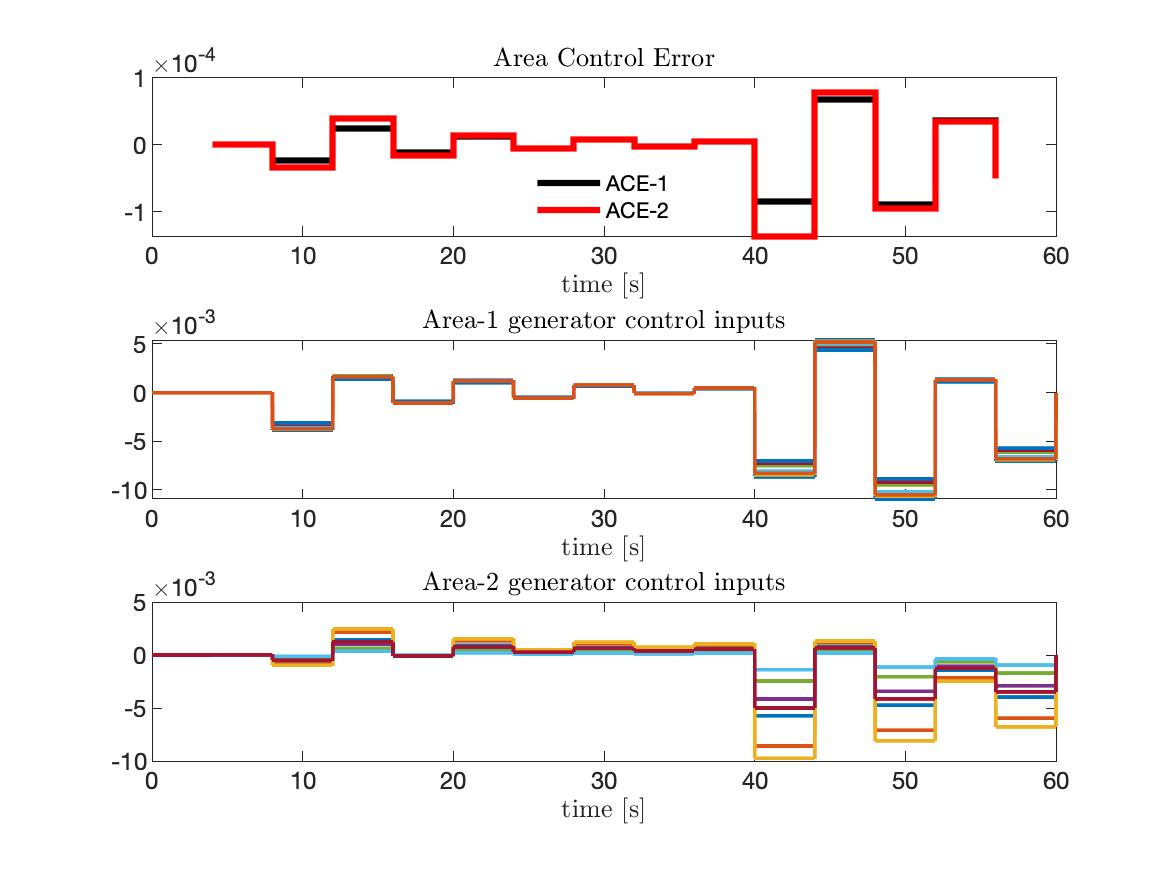 ×10-4
Area Control Error
1
0
-1
ACE-1
ACE-2
0 10 20 30 40 50 60
time [s]
×10-3
Area-1 generator control inputs
5
0
-5
-10
0 10 20 30 40 50 60
time [s]
×10-3
Area-2 generator control inputs
5
0
-5
-10
0 10 20 30 40 50 60
time [s]